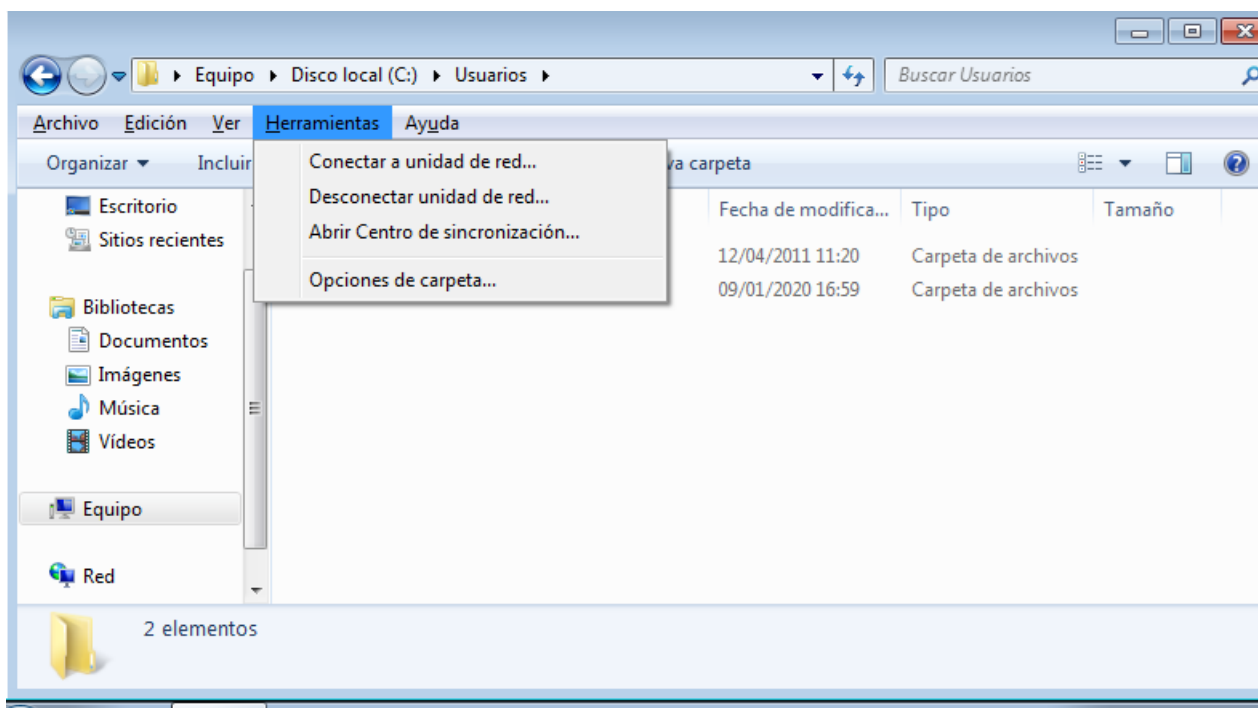 Equipo Disco local (C:) Usuarios
Buscar Usuarios
Archivo Edición Ver Herramientas Ayuda
Organizar Incluir
carpeta
Conectar a unidad de red...
Desconectar unidad de red...
Abrir Centro de sincronización...
Opciones de carpeta...
Escritorio
Sitios recientes
Bibliotecas
Documentos
Imágenes
Música
Vídeos
Equipo
Red
Fecha de modifica... Tipo Tamaño
12/04/2011 11:20 Carpeta de archivos
09/01/2020 16:59 Carpeta de archivos
2 elementos